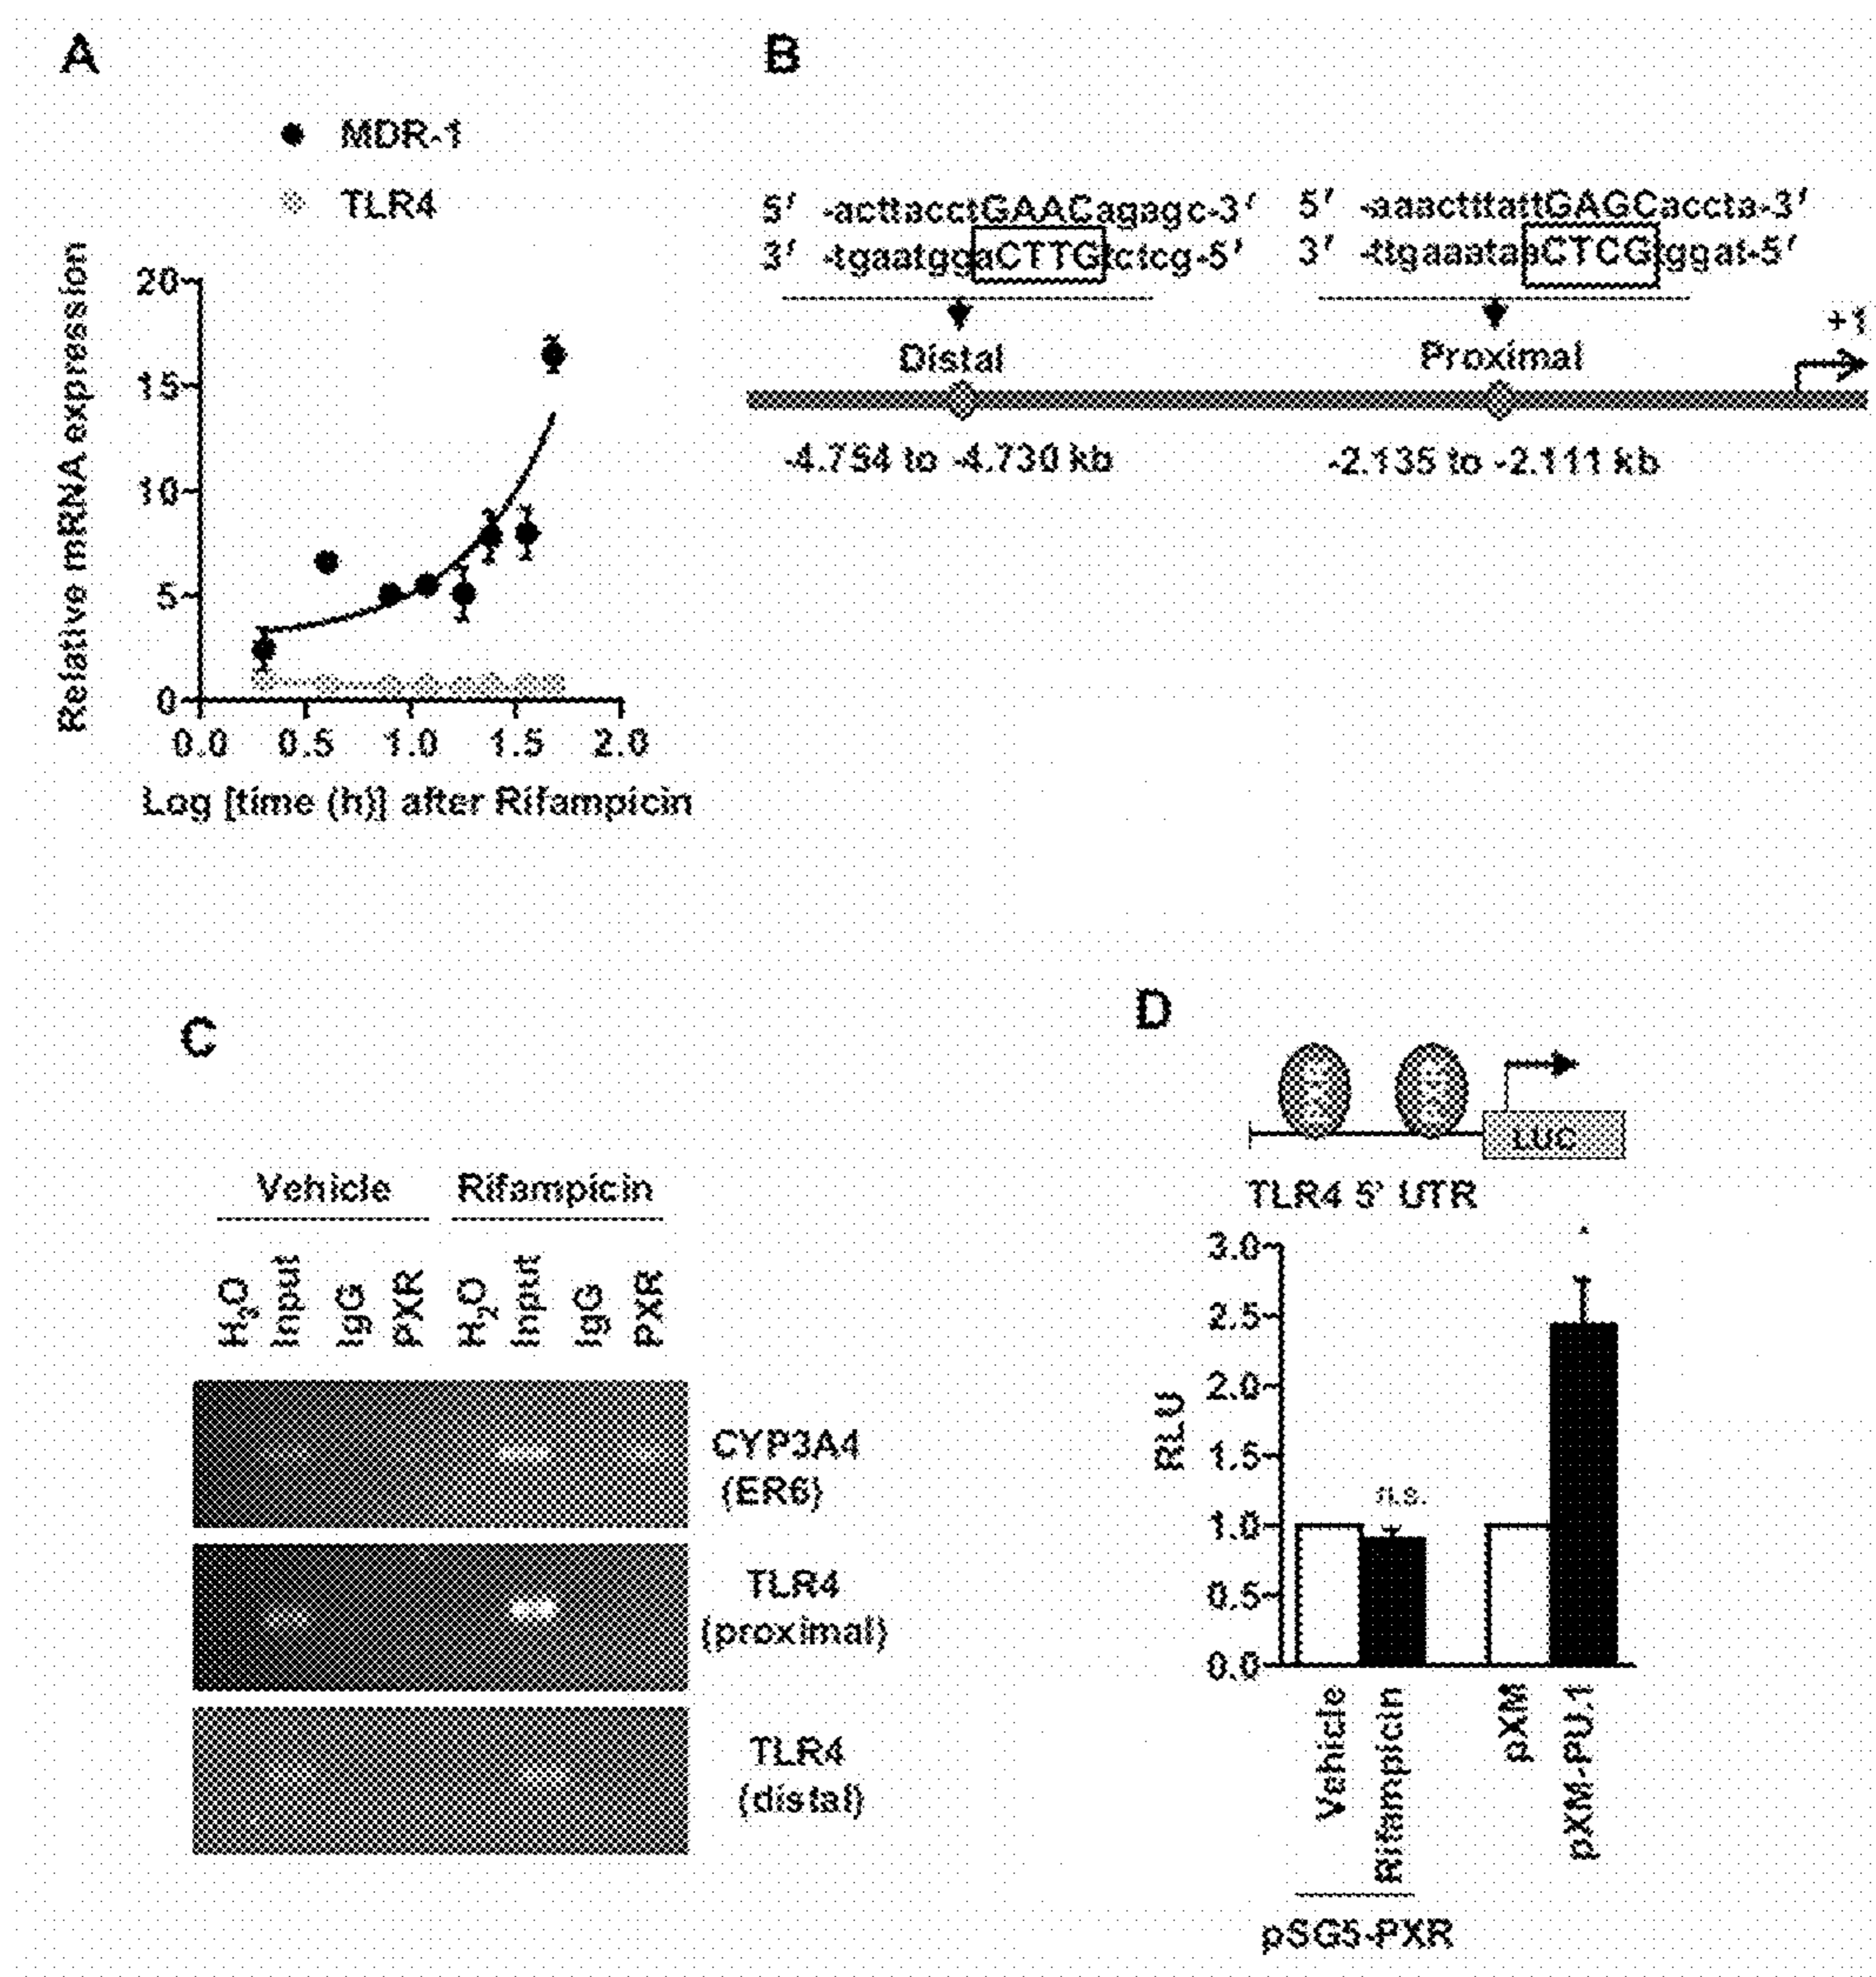 A
MDR-1
TLR4
Relative mRNA expression
20
15
10
5
0
0.0 0.5 1.0 1.5 2.0
Log [time (h)] after Rifampicin
B
5′ -acttacctGAACagagc-3′
3′ -tgaatggaCTTGtctcg-5′
5′ -aaactttattGAGCaccta-3′
3′ -ttgaaataaCTCGtggat-5′
Distal
Proximal
+1
-4.754 to -4.730 kb
-2.135 to -2.111 kb
C
Vehicle Rifampicin
H2O Input IgG PXR H2O Input IgG PXR
CYP3A4
(ER6)
TLR4
(proximal)
TLR4
(distal)
D
LUC
TLR4 5' UTR
RLU
3.0
2.5
2.0
1.5
1.0
0.5
0.0
n.s.
Vehicle Rifampicin pXM pXM-PU.1
pSG5-PXR